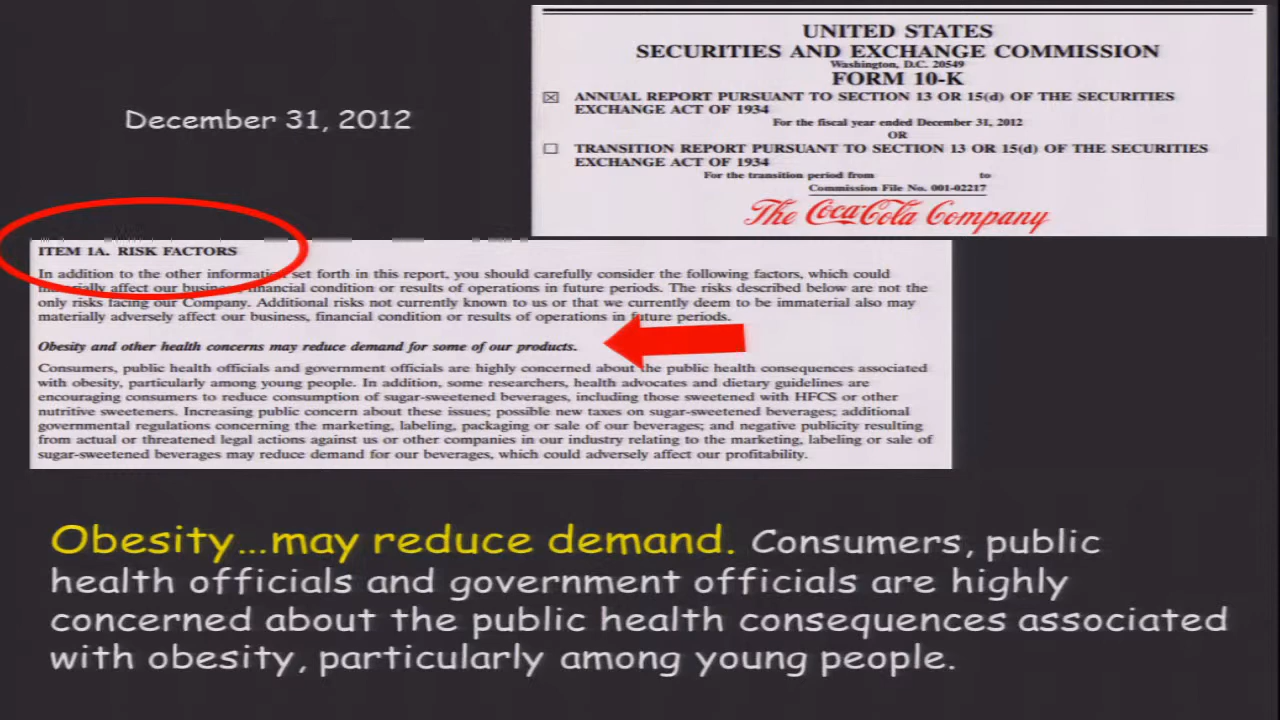 UNITED STATES
SECURITIES AND EXCHANGE COMMISSION
Washington, D.C. 20549
FORM 10-K
☒ ANNUAL REPORT PURSUANT TO SECTION 13 OR 15(d) OF THE SECURITIES
EXCHANGE ACT OF 1934
For the fiscal year ended December 31, 2012
OR
☐ TRANSITION REPORT PURSUANT TO SECTION 13 OR 15(d) OF THE SECURITIES
EXCHANGE ACT OF 1934
For the transition period from to
Commission File No. 001-02217
The Coca-Cola Company
December 31, 2012
ITEM 1A. RISK FACTORS
In addition to the other information set forth in this report, you should carefully consider the following factors, which could
materially affect our business, financial condition or results of operations in future periods. The risks described below are not the
only risks facing our Company. Additional risks not currently known to us or that we currently deem to be immaterial also may
materially adversely affect our business, financial condition or results of operations in future periods.
Obesity and other health concerns may reduce demand for some of our products.
Consumers, public health officials and government officials are highly concerned about the public health consequences associated
with obesity, particularly among young people. In addition, some researchers, health advocates and dietary guidelines are
encouraging consumers to reduce consumption of sugar-sweetened beverages, including those sweetened with HFCS or other
nutritive sweeteners. Increasing public concern about these issues; possible new taxes on sugar-sweetened beverages; additional
governmental regulations concerning the marketing, labeling, packaging or sale of our beverages; and negative publicity resulting
from actual or threatened legal actions against us or other companies in our industry relating to the marketing, labeling or sale of
sugar-sweetened beverages may reduce demand for our beverages, which could adversely affect our profitability.
Obesity...may reduce demand. Consumers, public
health officials and government officials are highly
concerned about the public health consequences associated
with obesity, particularly among young people.